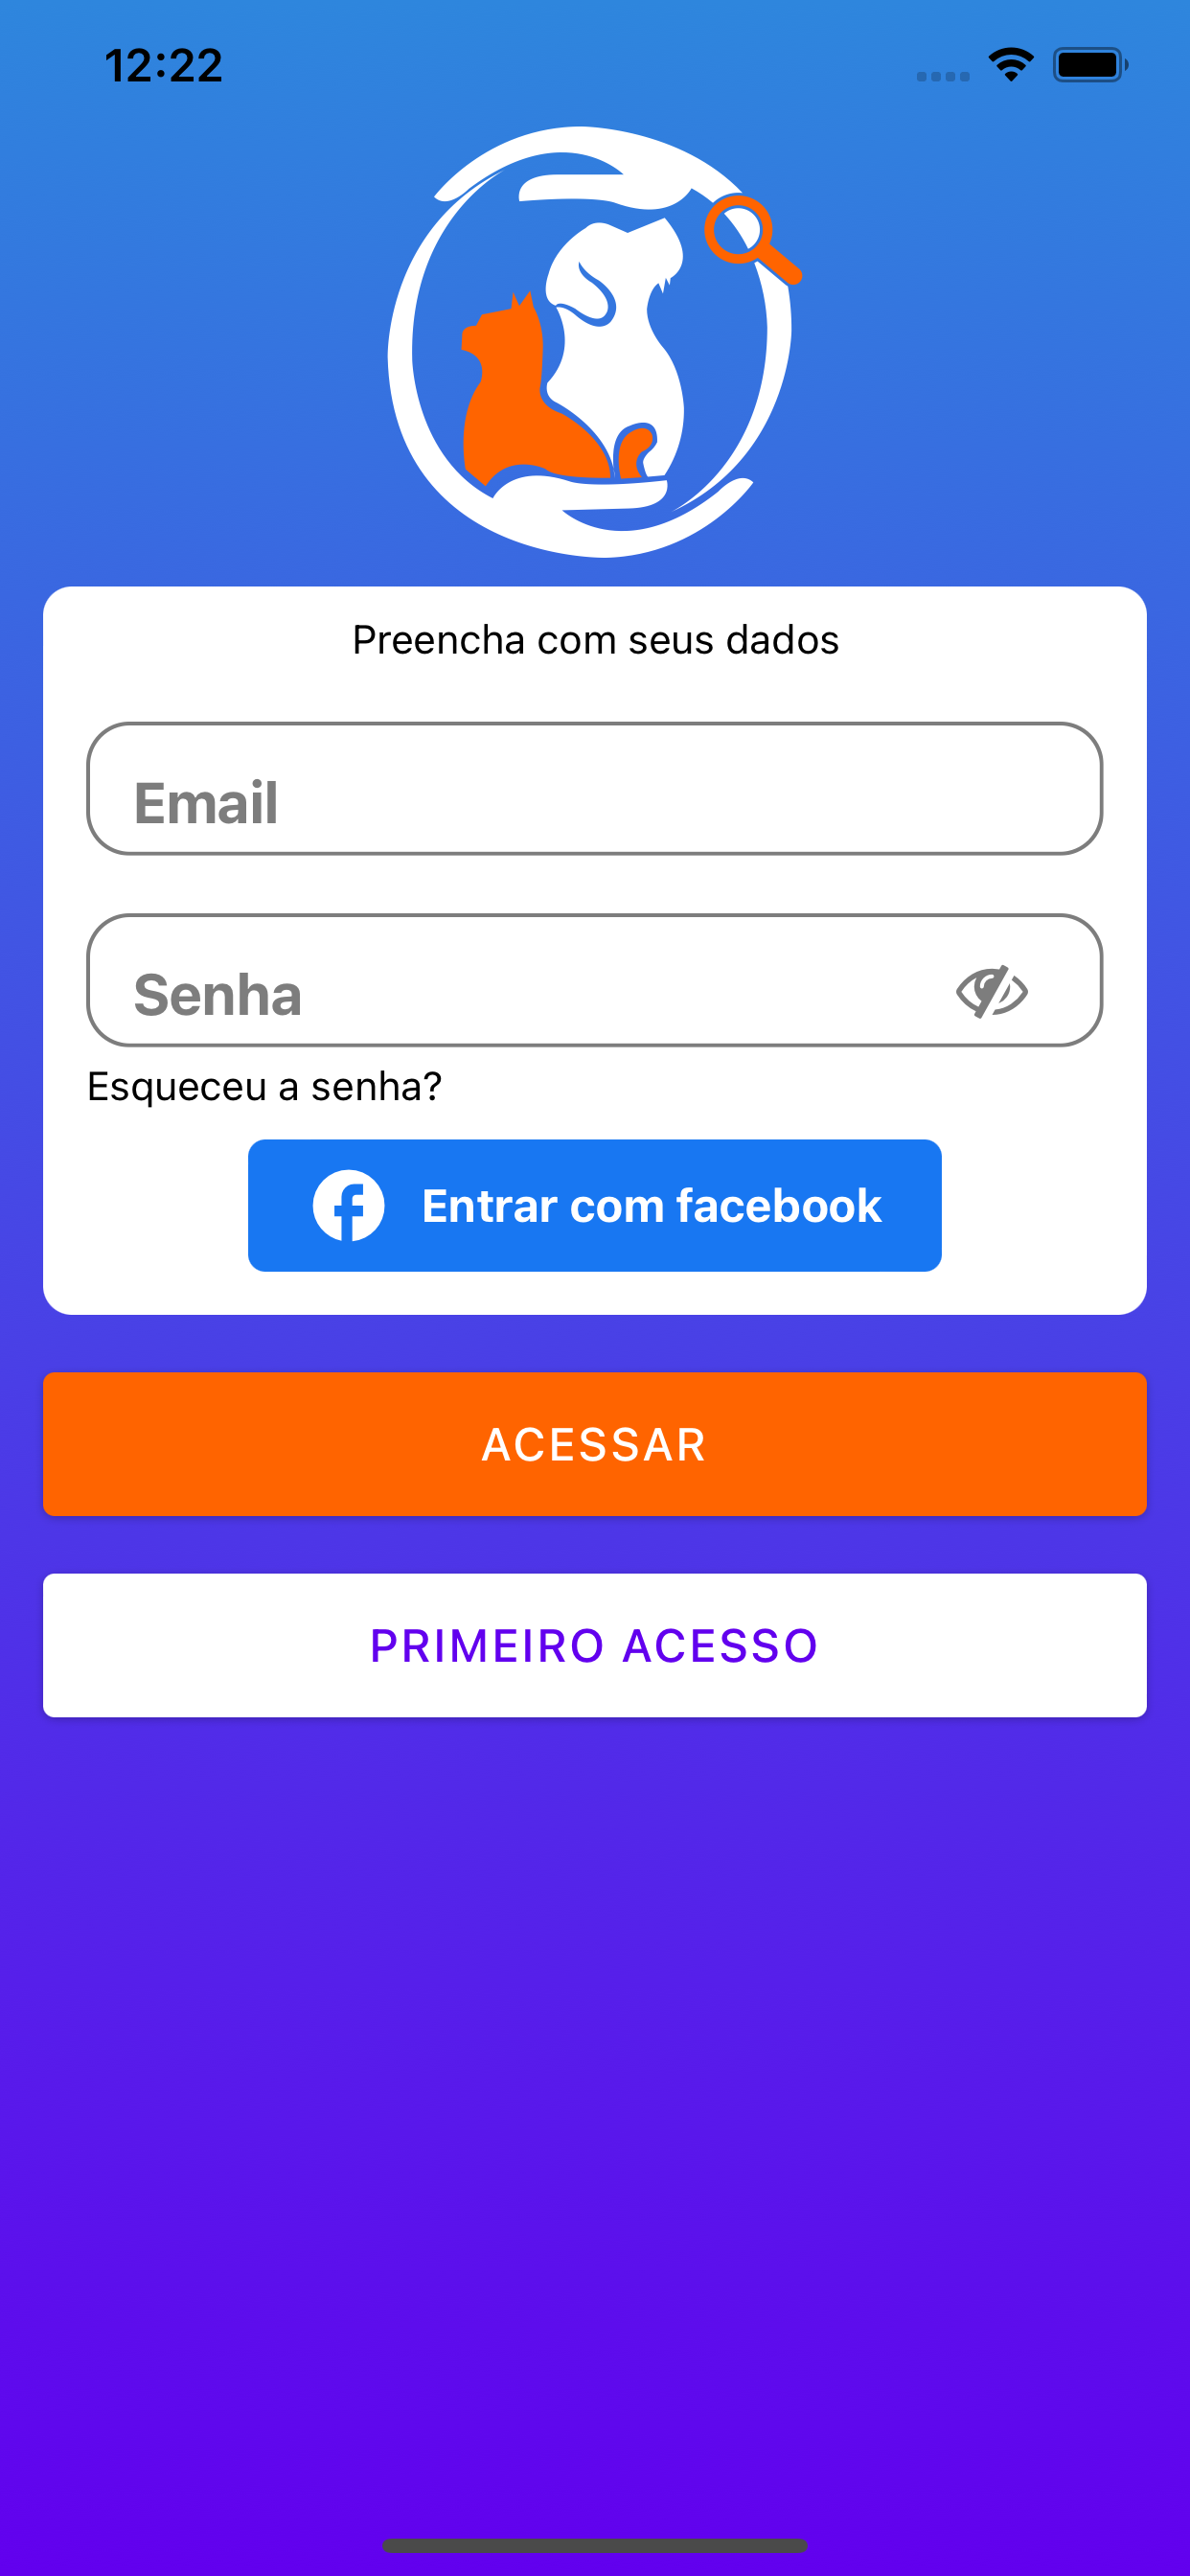 12:22
Preencha com seus dados
Email
Senha
Esqueceu a senha?
Entrar com facebook
ACESSAR
PRIMEIRO ACESSO